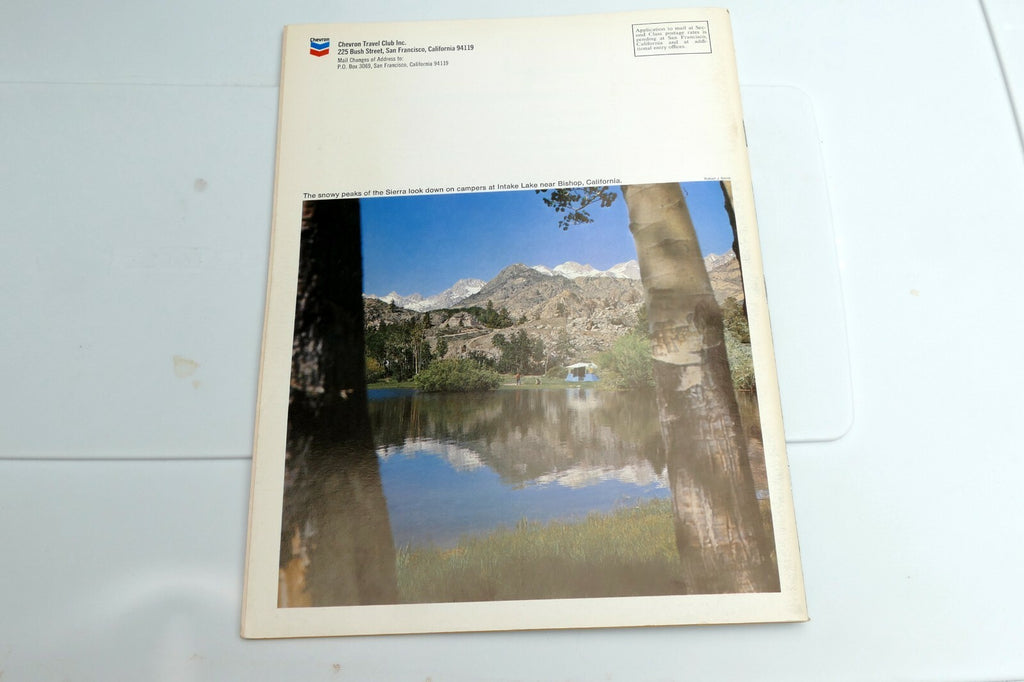 Chevron
Chevron Travel Club Inc.
225 Bush Street, San Francisco, California 94119
Mail Changes of Address to:
P.O. Box 3069, San Francisco, California 94119
Application to mail at Sec-
ond Class postage rates is
pending at San Francisco,
California and at addi-
tional entry offices.
The snowy peaks of the Sierra look down on campers at Intake Lake near Bishop, California.
Robert J.